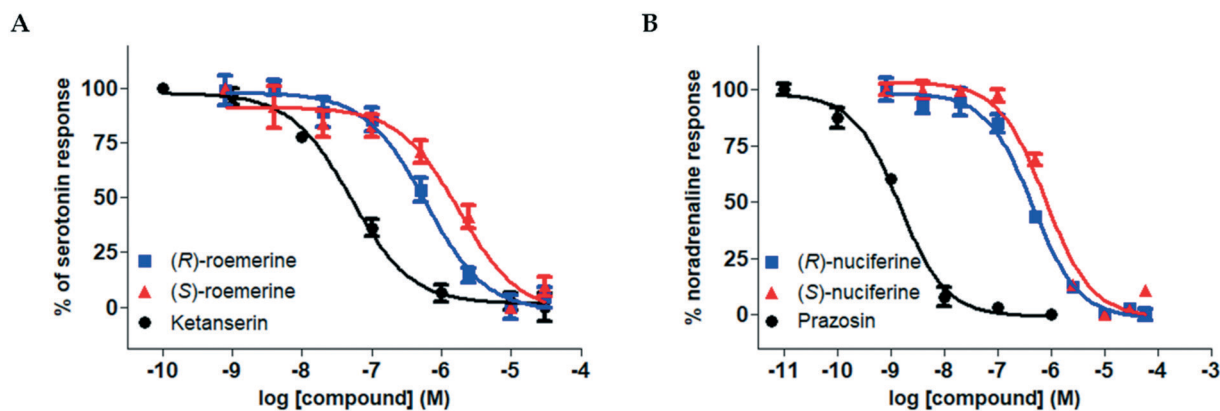 A
% of serotonin response
100
75
50
25
0
(R)-roemerine
(S)-roemerine
Ketanserin
-10 -9 -8 -7 -6 -5 -4
log [compound] (M)
B
% noradrenaline response
100
75
50
25
0
(R)-nuciferine
(S)-nuciferine
Prazosin
-11 -10 -9 -8 -7 -6 -5 -4 -3
log [compound] (M)